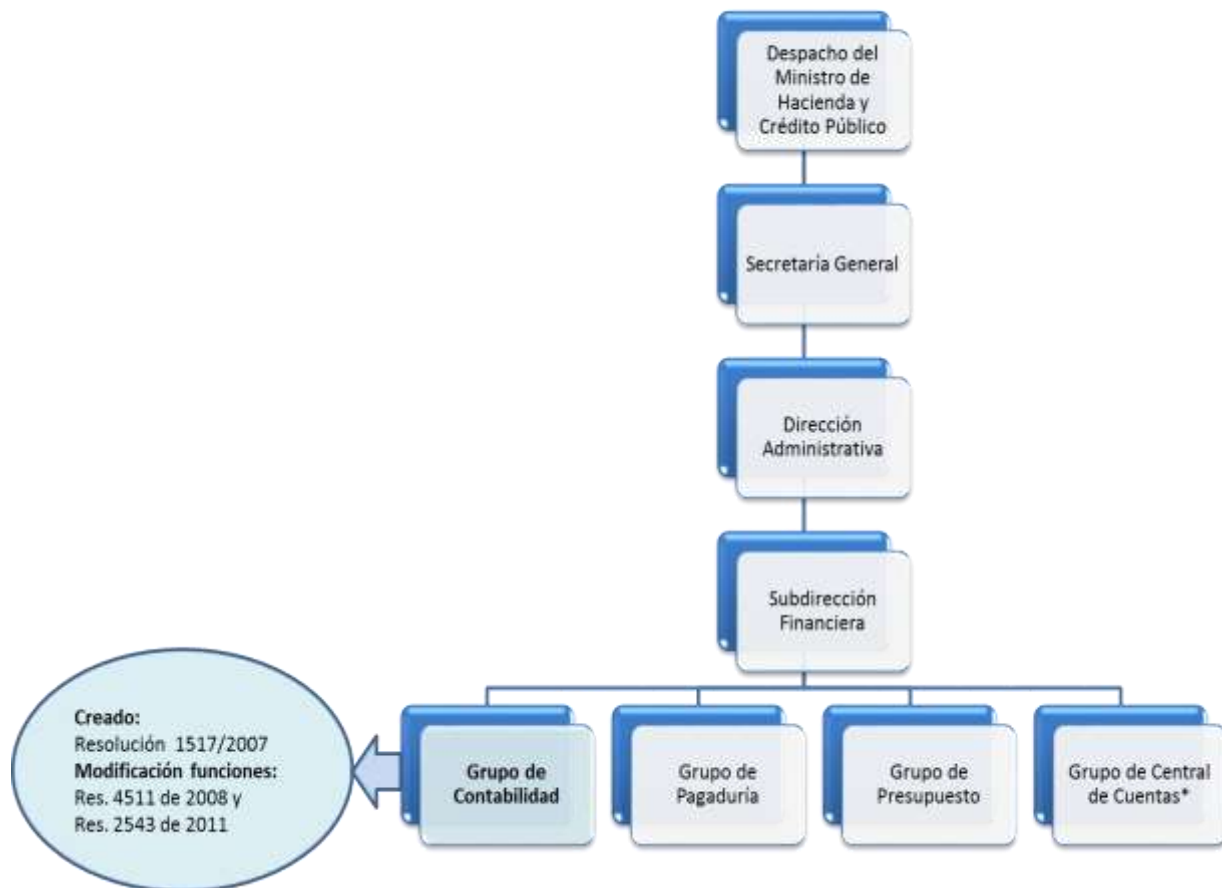 Despacho del
Ministro de
Hacienda y
Crédito Público
Secretaría General
Dirección
Administrativa
Subdirección
Financiera
Creado:
Resolución 1517/2007
Modificación funciones:
Res. 4511 de 2008 y
Res. 2543 de 2011
Grupo de
Contabilidad
Grupo de
Pagaduría
Grupo de
Presupuesto
Grupo de Central
de Cuentas*